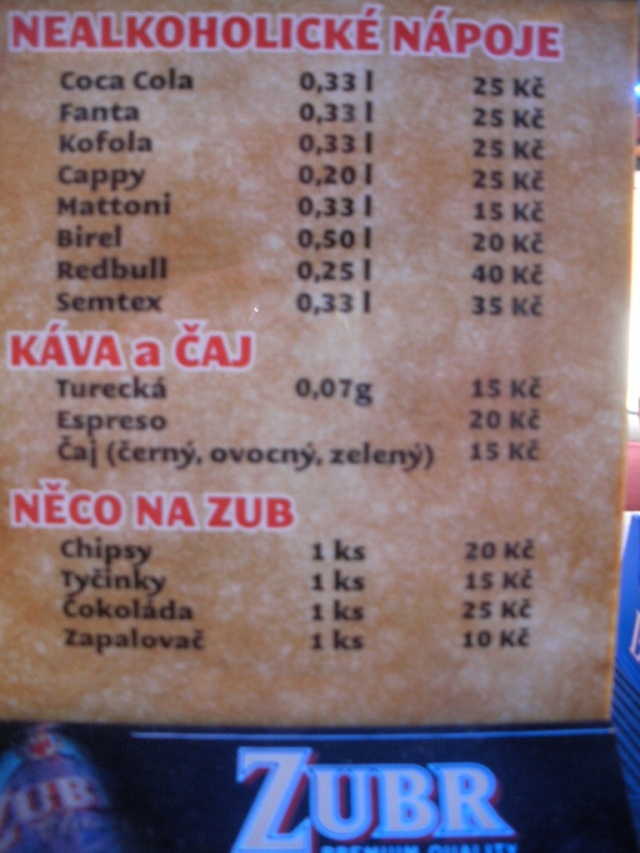 NEALKOHOLICKÉ NÁPOJE
Coca Cola 0,33 l 25 Kč
Fanta 0,33 l 25 Kč
Kofola 0,33 l 25 Kč
Cappy 0,20 l 25 Kč
Mattoni 0,33 l 15 Kč
Birel 0,50 l 20 Kč
Redbull 0,25 l 40 Kč
Semtex 0,33 l 35 Kč
KÁVA a ČAJ
Turecká 0,07g 15 Kč
Espreso 20 Kč
Čaj (černý, ovocný, zelený) 15 Kč
NĚCO NA ZUB
Chipsy 1 ks 20 Kč
Tyčinky 1 ks 15 Kč
Čokoláda 1 ks 25 Kč
Zapalovač 1 ks 10 Kč
ZUBR
PREMIUM QUALITY